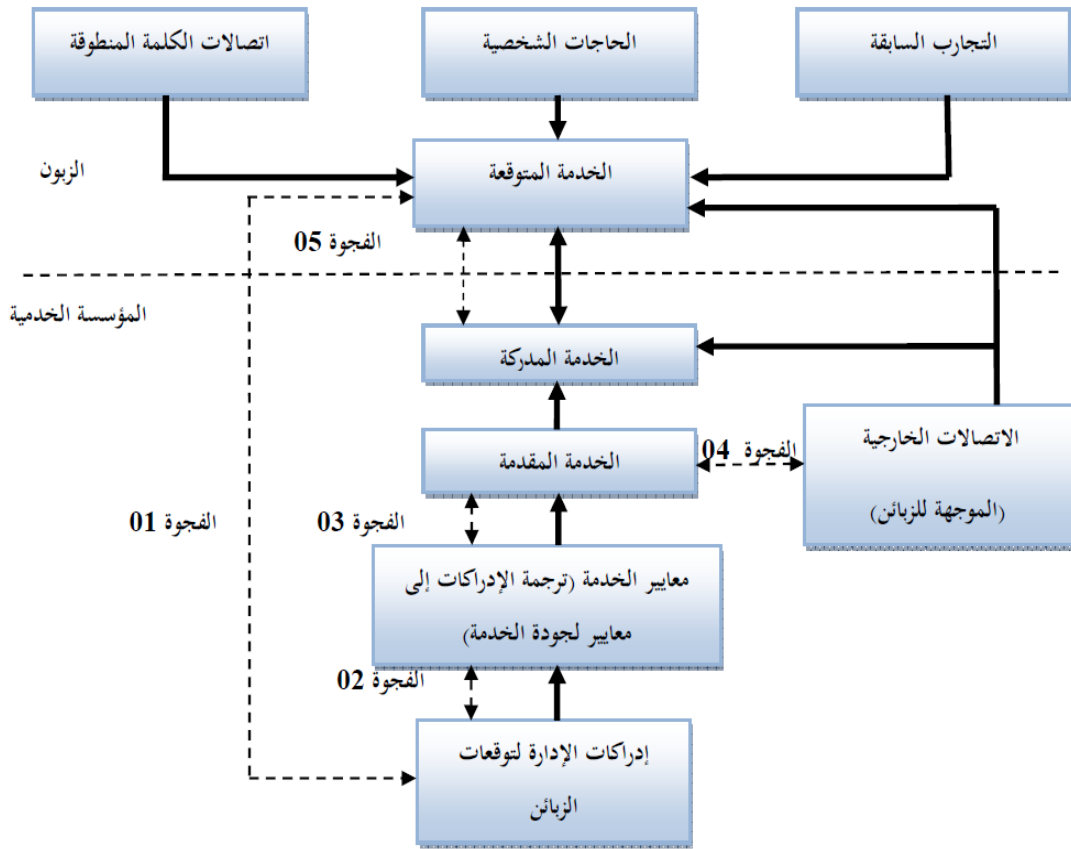 التجارب السابقة
الحاجات الشخصية
اتصالات الكلمة المنطوقة
الخدمة المتوقعة
الزبون
الفجوة 05
المؤسسة الخدمية
الخدمة المدركة
الاتصالات الخارجية
(الموجهة للزبائن)
الفجوة 04
الخدمة المقدمة
الفجوة 03
الفجوة 01
معايير الخدمة (ترجمة الإدراكات إلى
معايير لجودة الخدمة)
الفجوة 02
إدراكات الإدارة لتوقعات
الزبائن